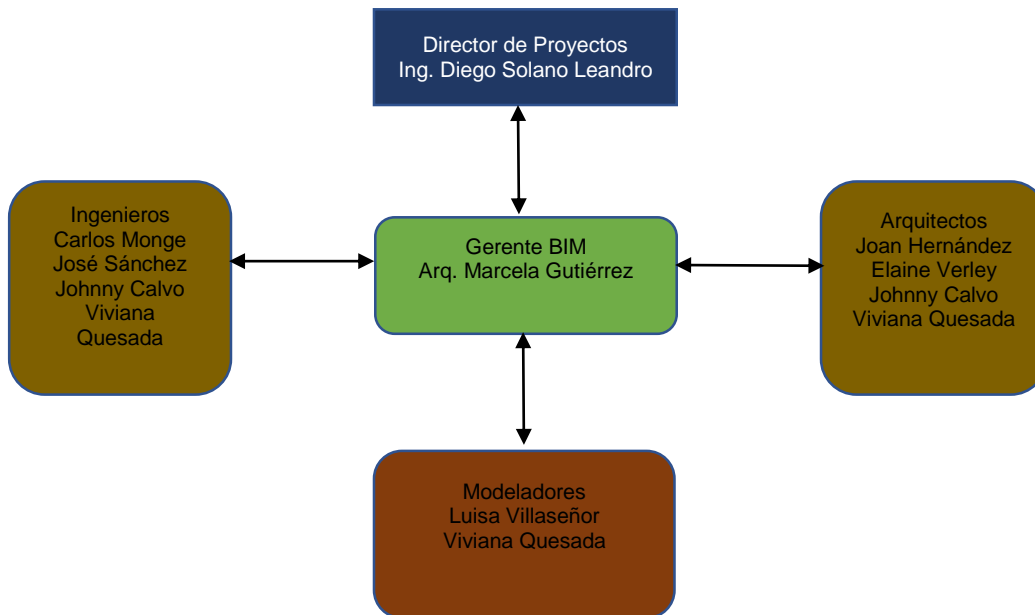 Director de Proyectos
Ing. Diego Solano Leandro
Ingenieros
Carlos Monge
José Sánchez
Johnny Calvo
Viviana
Quesada
Gerente BIM
Arq. Marcela Gutiérrez
Arquitectos
Joan Hernández
Elaine Verley
Johnny Calvo
Viviana Quesada
Modeladores
Luisa Villaseñor
Viviana Quesada